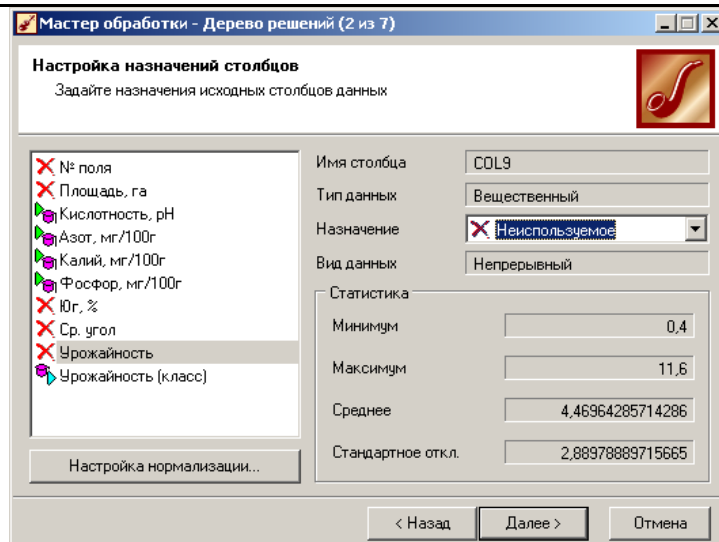 Мастер обработки - Дерево решений (2 из 7)
Настройка назначений столбцов
Задайте назначения исходных столбцов данных
№ поля
Площадь, га
Кислотность, pH
Азот, мг/100г
Калий, мг/100г
Фосфор, мг/100г
Юг, %
Ср. угол
Урожайность
Урожайность (класс)
Настройка нормализации...
Имя столбца COL9
Тип данных Вещественный
Назначение Неиспользуемое
Вид данных Непрерывный
Статистика
Минимум 0,4
Максимум 11,6
Среднее 4,46964285714286
Стандартное откл. 2,88978889715665
< Назад Далее > Отмена